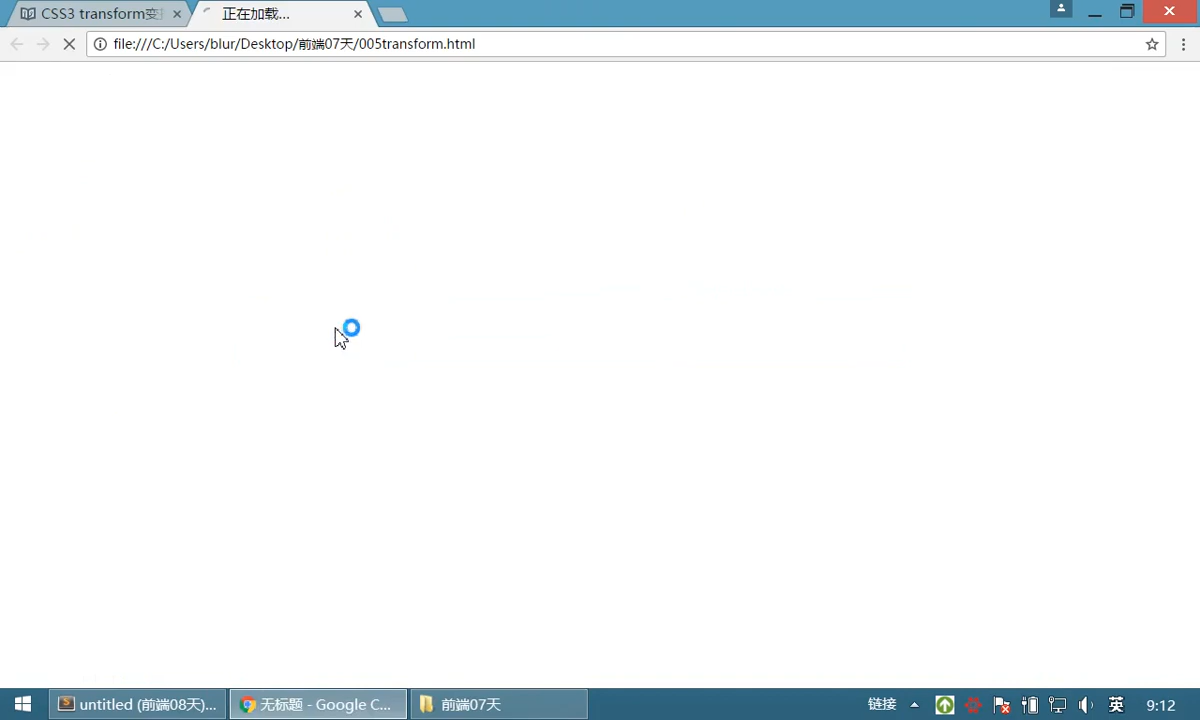 CSS3 transform变
正在加载...
file:///C:/Users/blur/Desktop/前端07天/005transform.html
untitled (前端08天)...
无标题 - Google C...
前端07天
链接
英
9:12